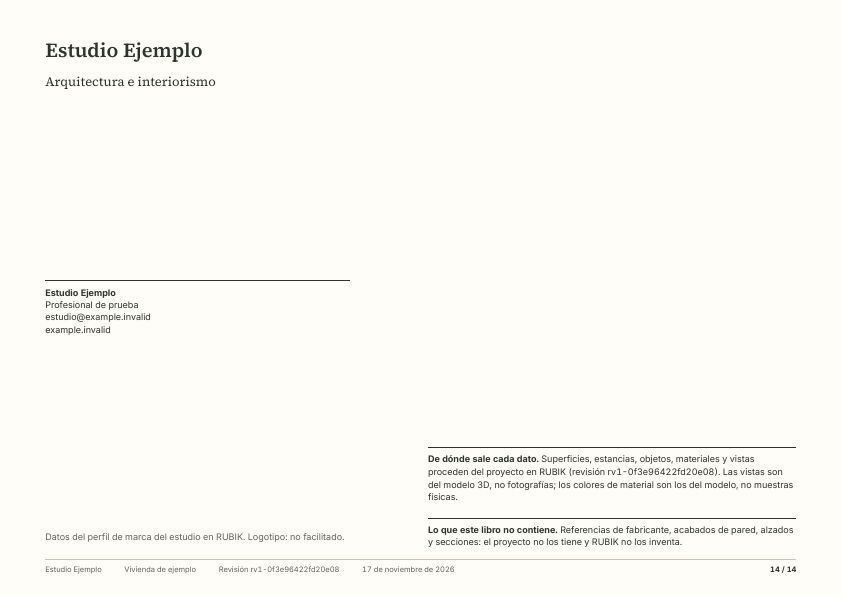 Estudio Ejemplo
Arquitectura e interiorismo
Estudio Ejemplo
Profesional de prueba
estudio@example.invalid
example.invalid
Datos del perfil de marca del estudio en RUBIK. Logotipo: no facilitado.
De dónde sale cada dato. Superficies, estancias, objetos, materiales y vistas
proceden del proyecto en RUBIK (revisión rv1-0f3e96422fd20e08). Las vistas son
del modelo 3D, no fotografías; los colores de material son los del modelo, no muestras
físicas.
Lo que este libro no contiene. Referencias de fabricante, acabados de pared, alzados
y secciones: el proyecto no los tiene y RUBIK no los inventa.
Estudio Ejemplo Vivienda de ejemplo Revisión rv1-0f3e96422fd20e08 17 de noviembre de 2026 14 / 14